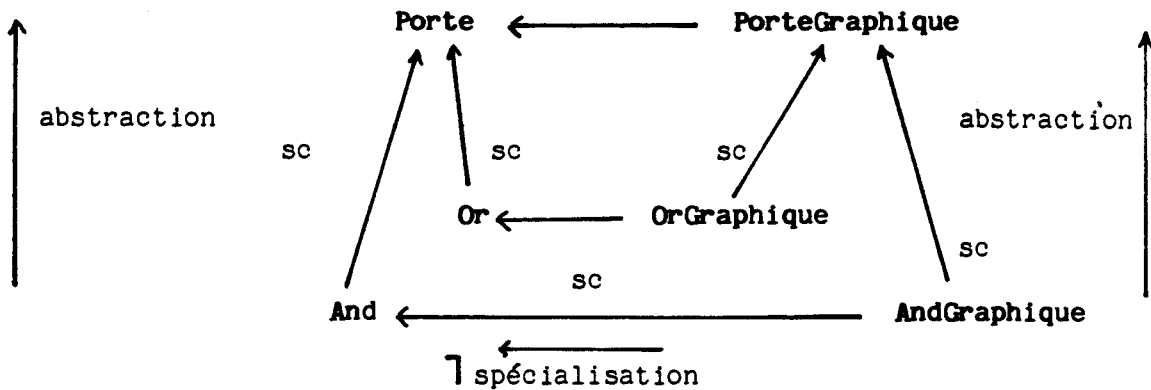 Porte PorteGraphique
abstraction abstraction
sc sc sc
Or OrGraphique
sc
sc
And AndGraphique
spécialisation